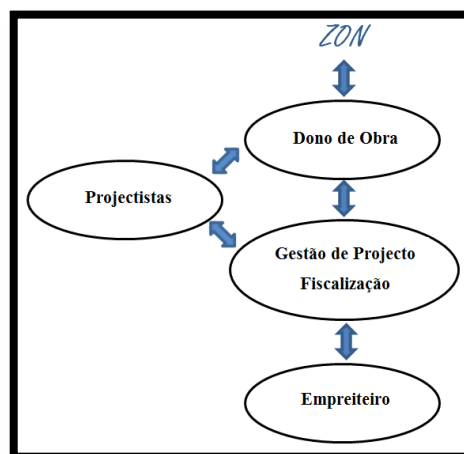 ZON
Dono de Obra
Projectistas
Gestão de Projecto
Fiscalização
Empreiteiro